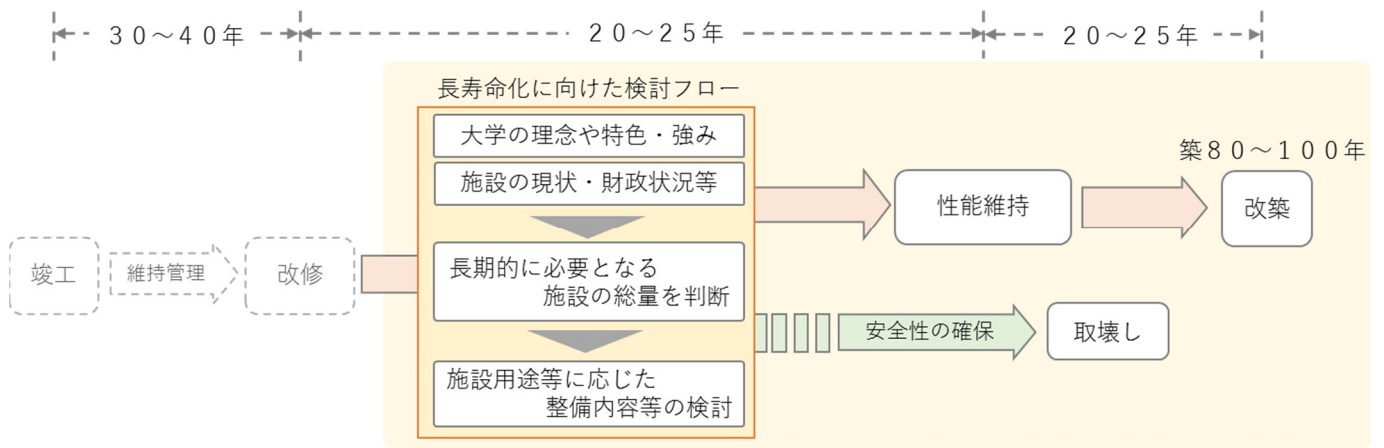 ３０～４０年
２０～２５年
２０～２５年
長寿命化に向けた検討フロー
大学の理念や特色・強み
施設の現状・財政状況等
築８０～１００年
性能維持
改築
竣工
維持管理
改修
長期的に必要となる
施設の総量を判断
安全性の確保
取壊し
施設用途等に応じた
整備内容等の検討